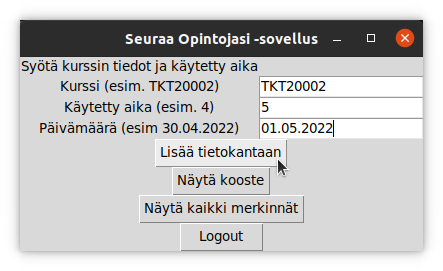 Seuraa Opintojasi -sovellus
Syötä kurssin tiedot ja käytetty aika
Kurssi (esim. TKT20002) TKT20002
Käytetty aika (esim. 4) 5
Päivämäärä (esim 30.04.2022) 01.05.2022
Lisää tietokantaan
Näytä kooste
Näytä kaikki merkinnät
Logout